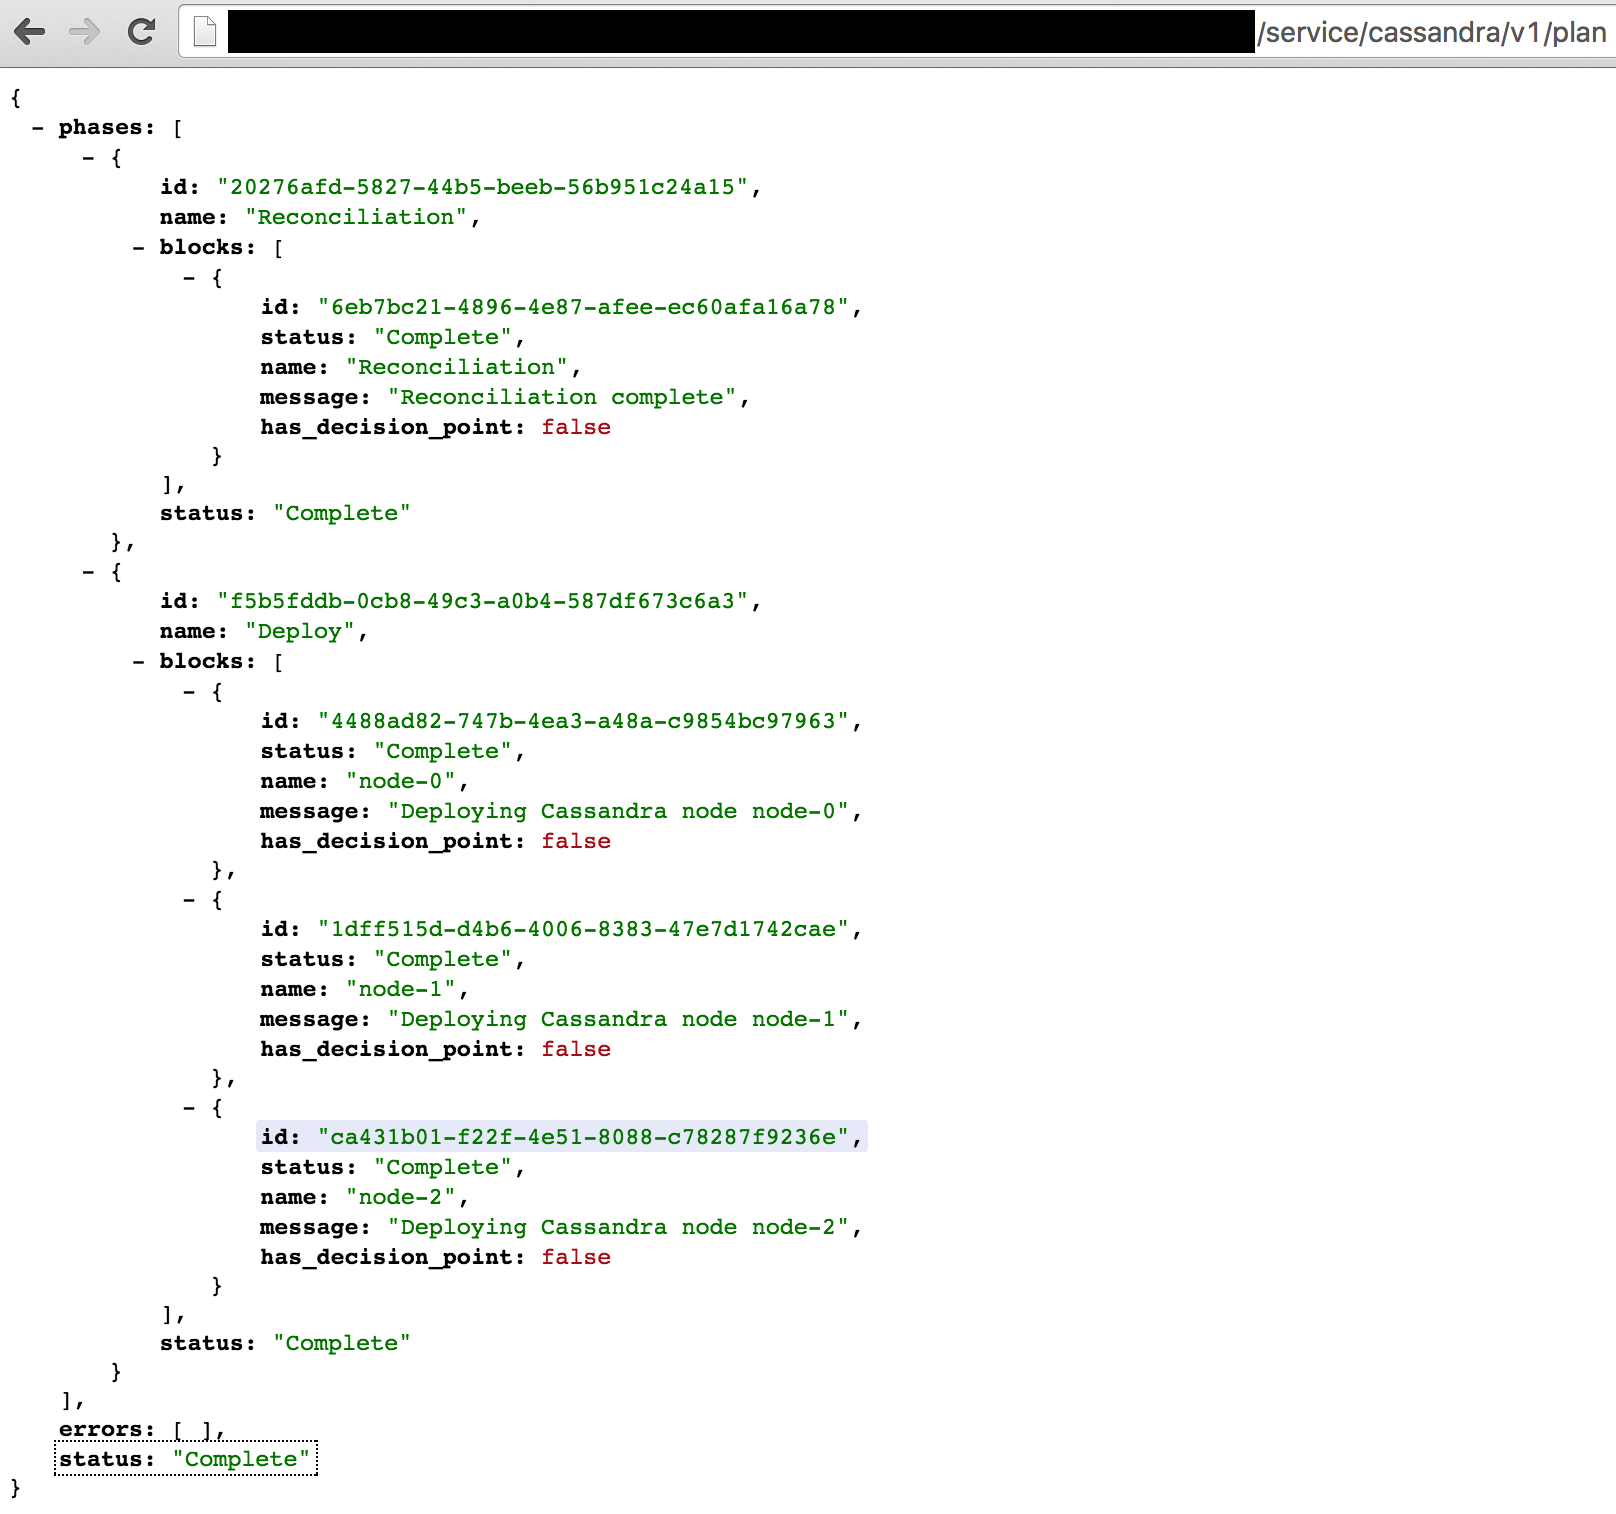 /service/cassandra/v1/plan
{
- phases: [
- {
id: "20276afd-5827-44b5-beeb-56b951c24a15",
name: "Reconciliation",
- blocks: [
- {
id: "6eb7bc21-4896-4e87-afee-ec60afa16a78",
status: "Complete",
name: "Reconciliation",
message: "Reconciliation complete",
has_decision_point: false
}
],
status: "Complete"
},
- {
id: "f5b5fddb-0cb8-49c3-a0b4-587df673c6a3",
name: "Deploy",
- blocks: [
- {
id: "4488ad82-747b-4ea3-a48a-c9854bc97963",
status: "Complete",
name: "node-0",
message: "Deploying Cassandra node node-0",
has_decision_point: false
},
- {
id: "1dff515d-d4b6-4006-8383-47e7d1742cae",
status: "Complete",
name: "node-1",
message: "Deploying Cassandra node node-1",
has_decision_point: false
},
- {
id: "ca431b01-f22f-4e51-8088-c78287f9236e",
status: "Complete",
name: "node-2",
message: "Deploying Cassandra node node-2",
has_decision_point: false
}
],
status: "Complete"
}
],
errors: [ ],
status: "Complete"
}